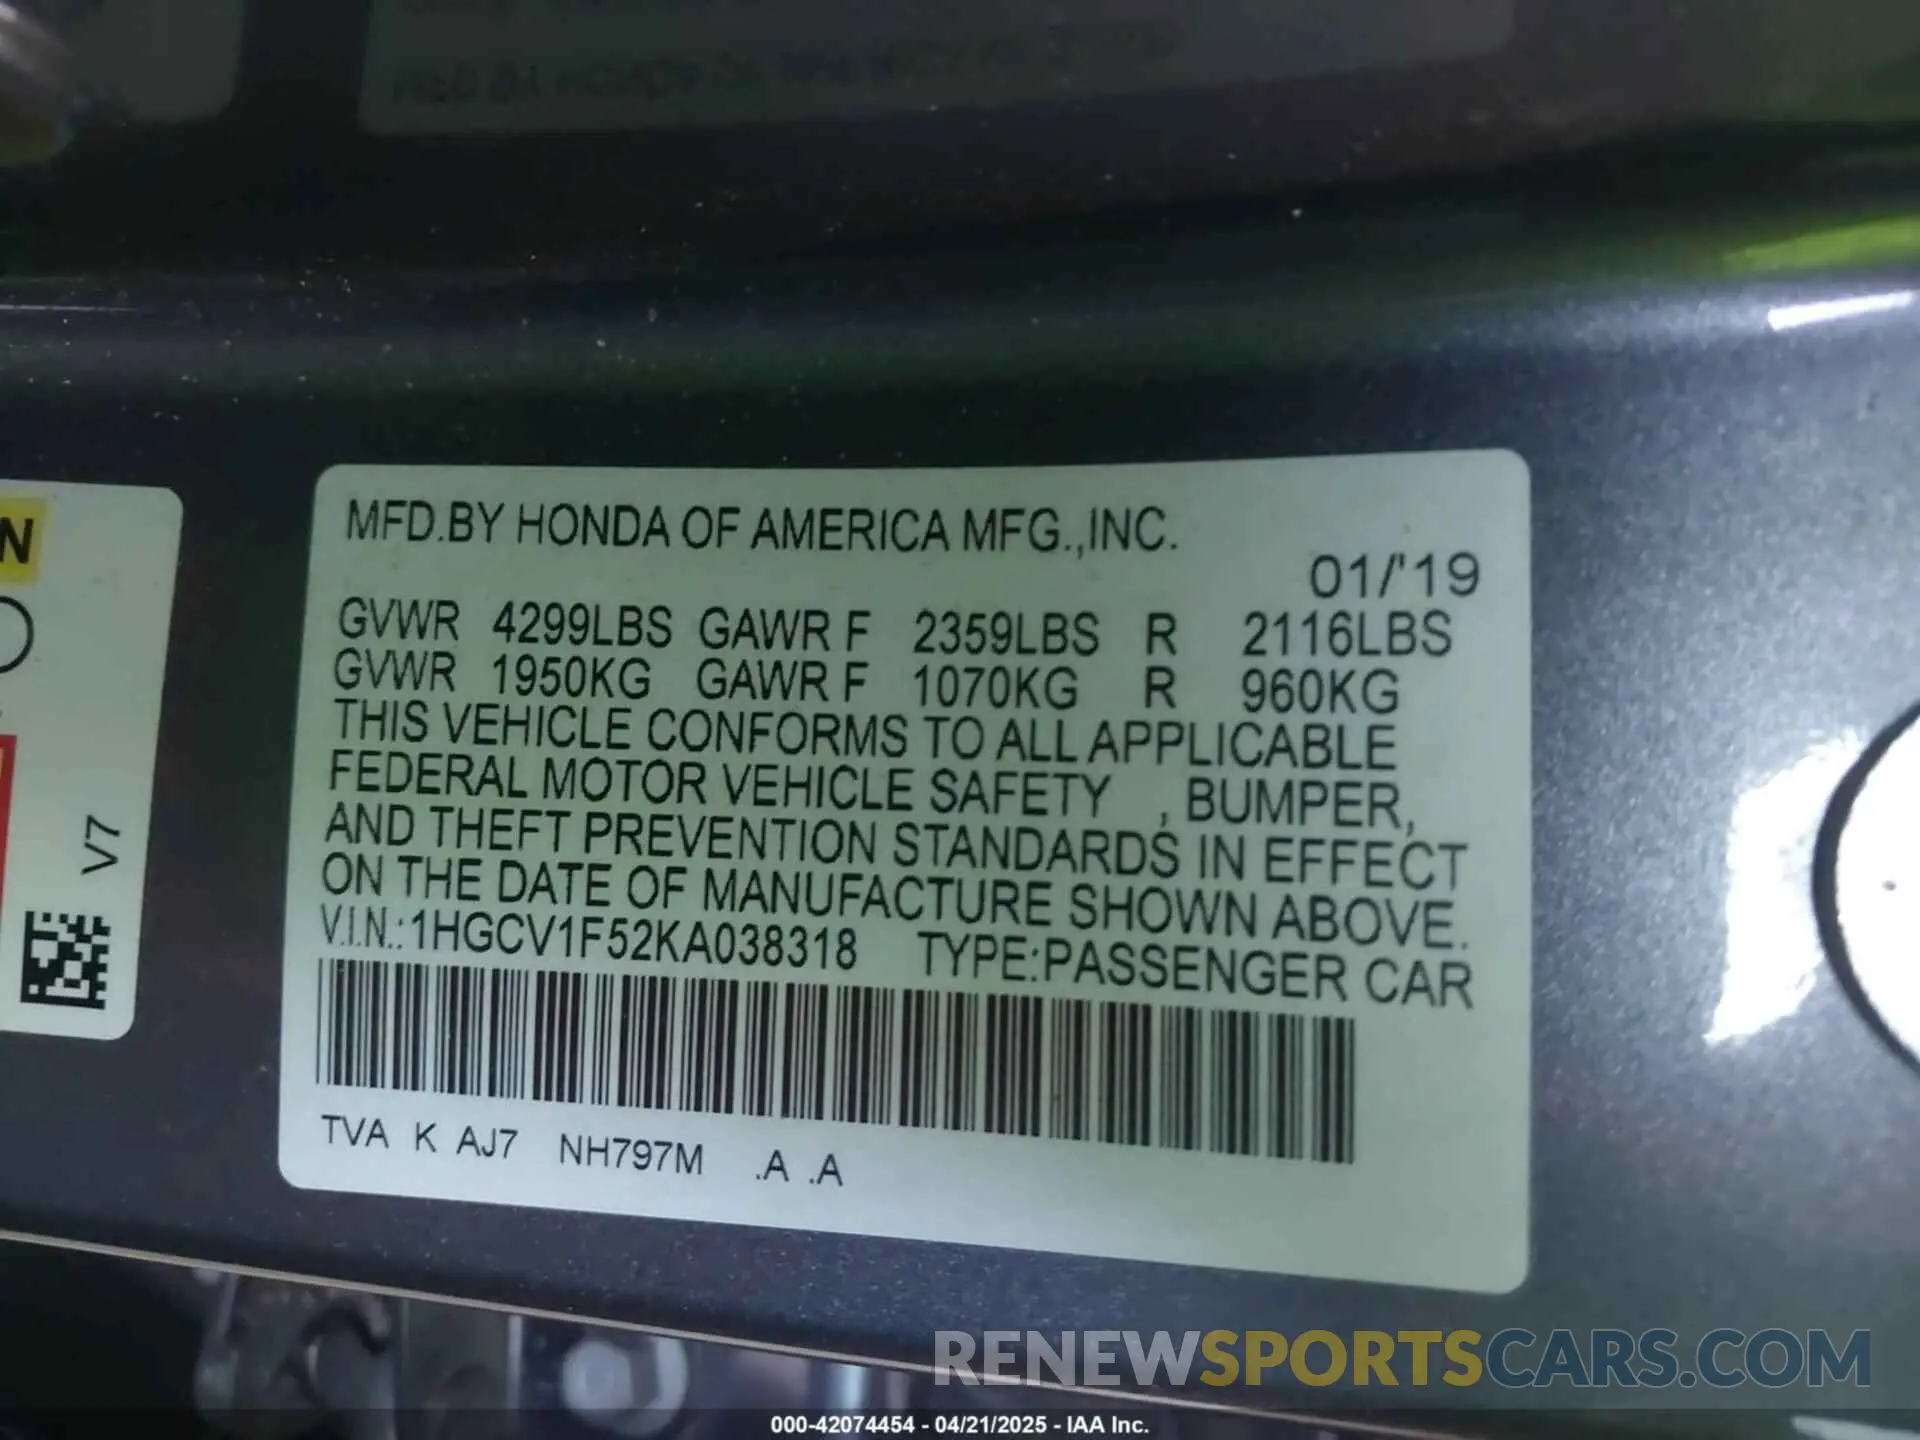 MFD.BY HONDA OF AMERICA MFG.,INC.
01/'19
GVWR 4299LBS GAWR F 2359LBS R 2116LBS
GVWR 1950KG GAWR F 1070KG R 960KG
THIS VEHICLE CONFORMS TO ALL APPLICABLE
FEDERAL MOTOR VEHICLE SAFETY , BUMPER,
AND THEFT PREVENTION STANDARDS IN EFFECT
ON THE DATE OF MANUFACTURE SHOWN ABOVE.
V.I.N.:1HGCV1F52KA038318 TYPE:PASSENGER CAR
TVA K AJ7 NH797M .A .A
N
V7
RENEWSPORTSCARS.COM
000-42074454 - 04/21/2025 - IAA Inc.